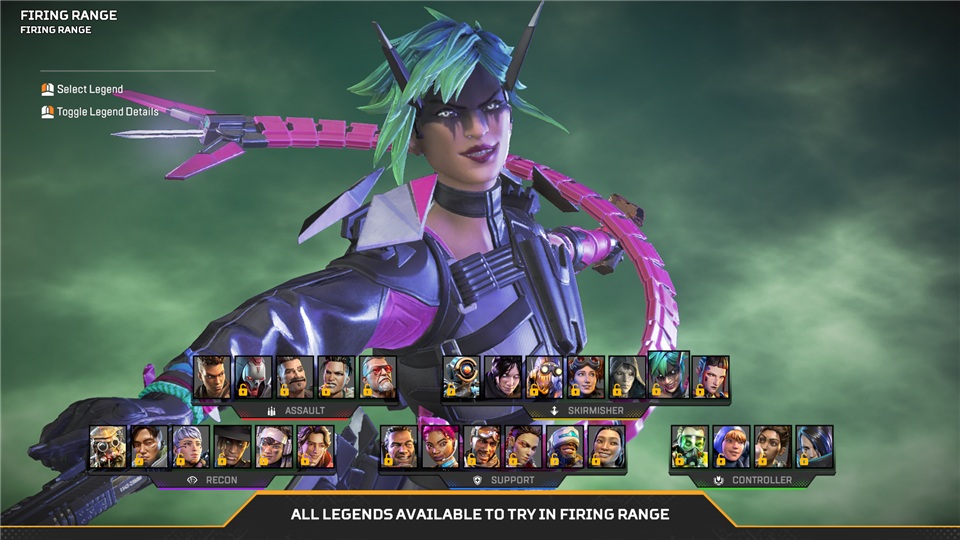 FIRING RANGE
FIRING RANGE
Select Legend
Toggle Legend Details
ASSAULT
SKIRMISHER
RECON
SUPPORT
CONTROLLER
ALL LEGENDS AVAILABLE TO TRY IN FIRING RANGE